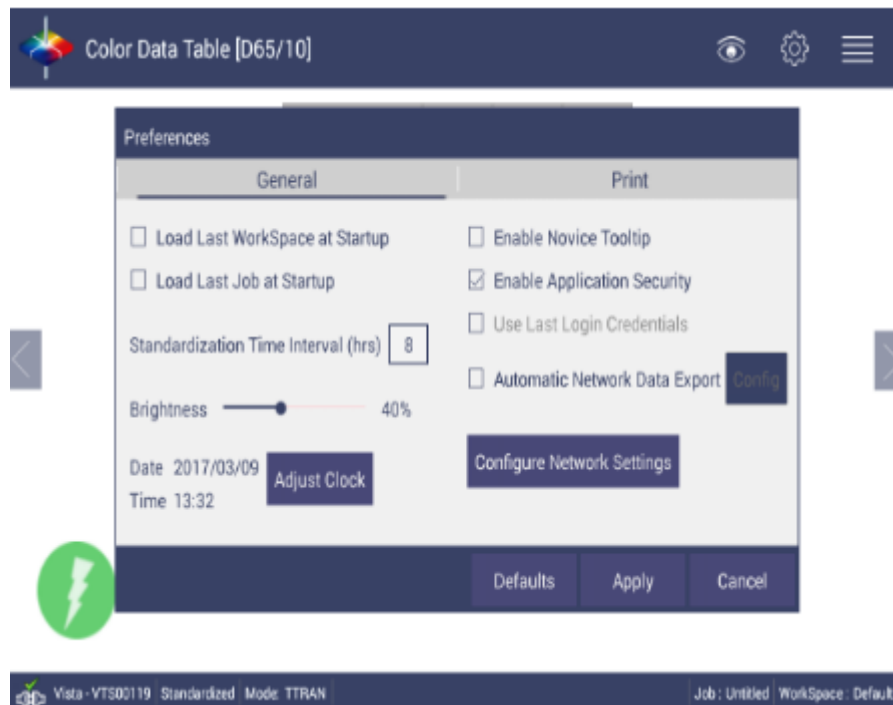 Color Data Table [D65/10]
Preferences
General
Print
Load Last WorkSpace at Startup
Enable Novice Tooltip
Load Last Job at Startup
Enable Application Security
Use Last Login Credentials
Standardization Time Interval (hrs) 8
Automatic Network Data Export Config
Brightness 40%
Configure Network Settings
Date 2017/03/09
Adjust Clock
Time 13:32
Defaults Apply Cancel
Vista - VTS00119 Standardized Mode: TTRAN Job : Untitled WorkSpace : Default